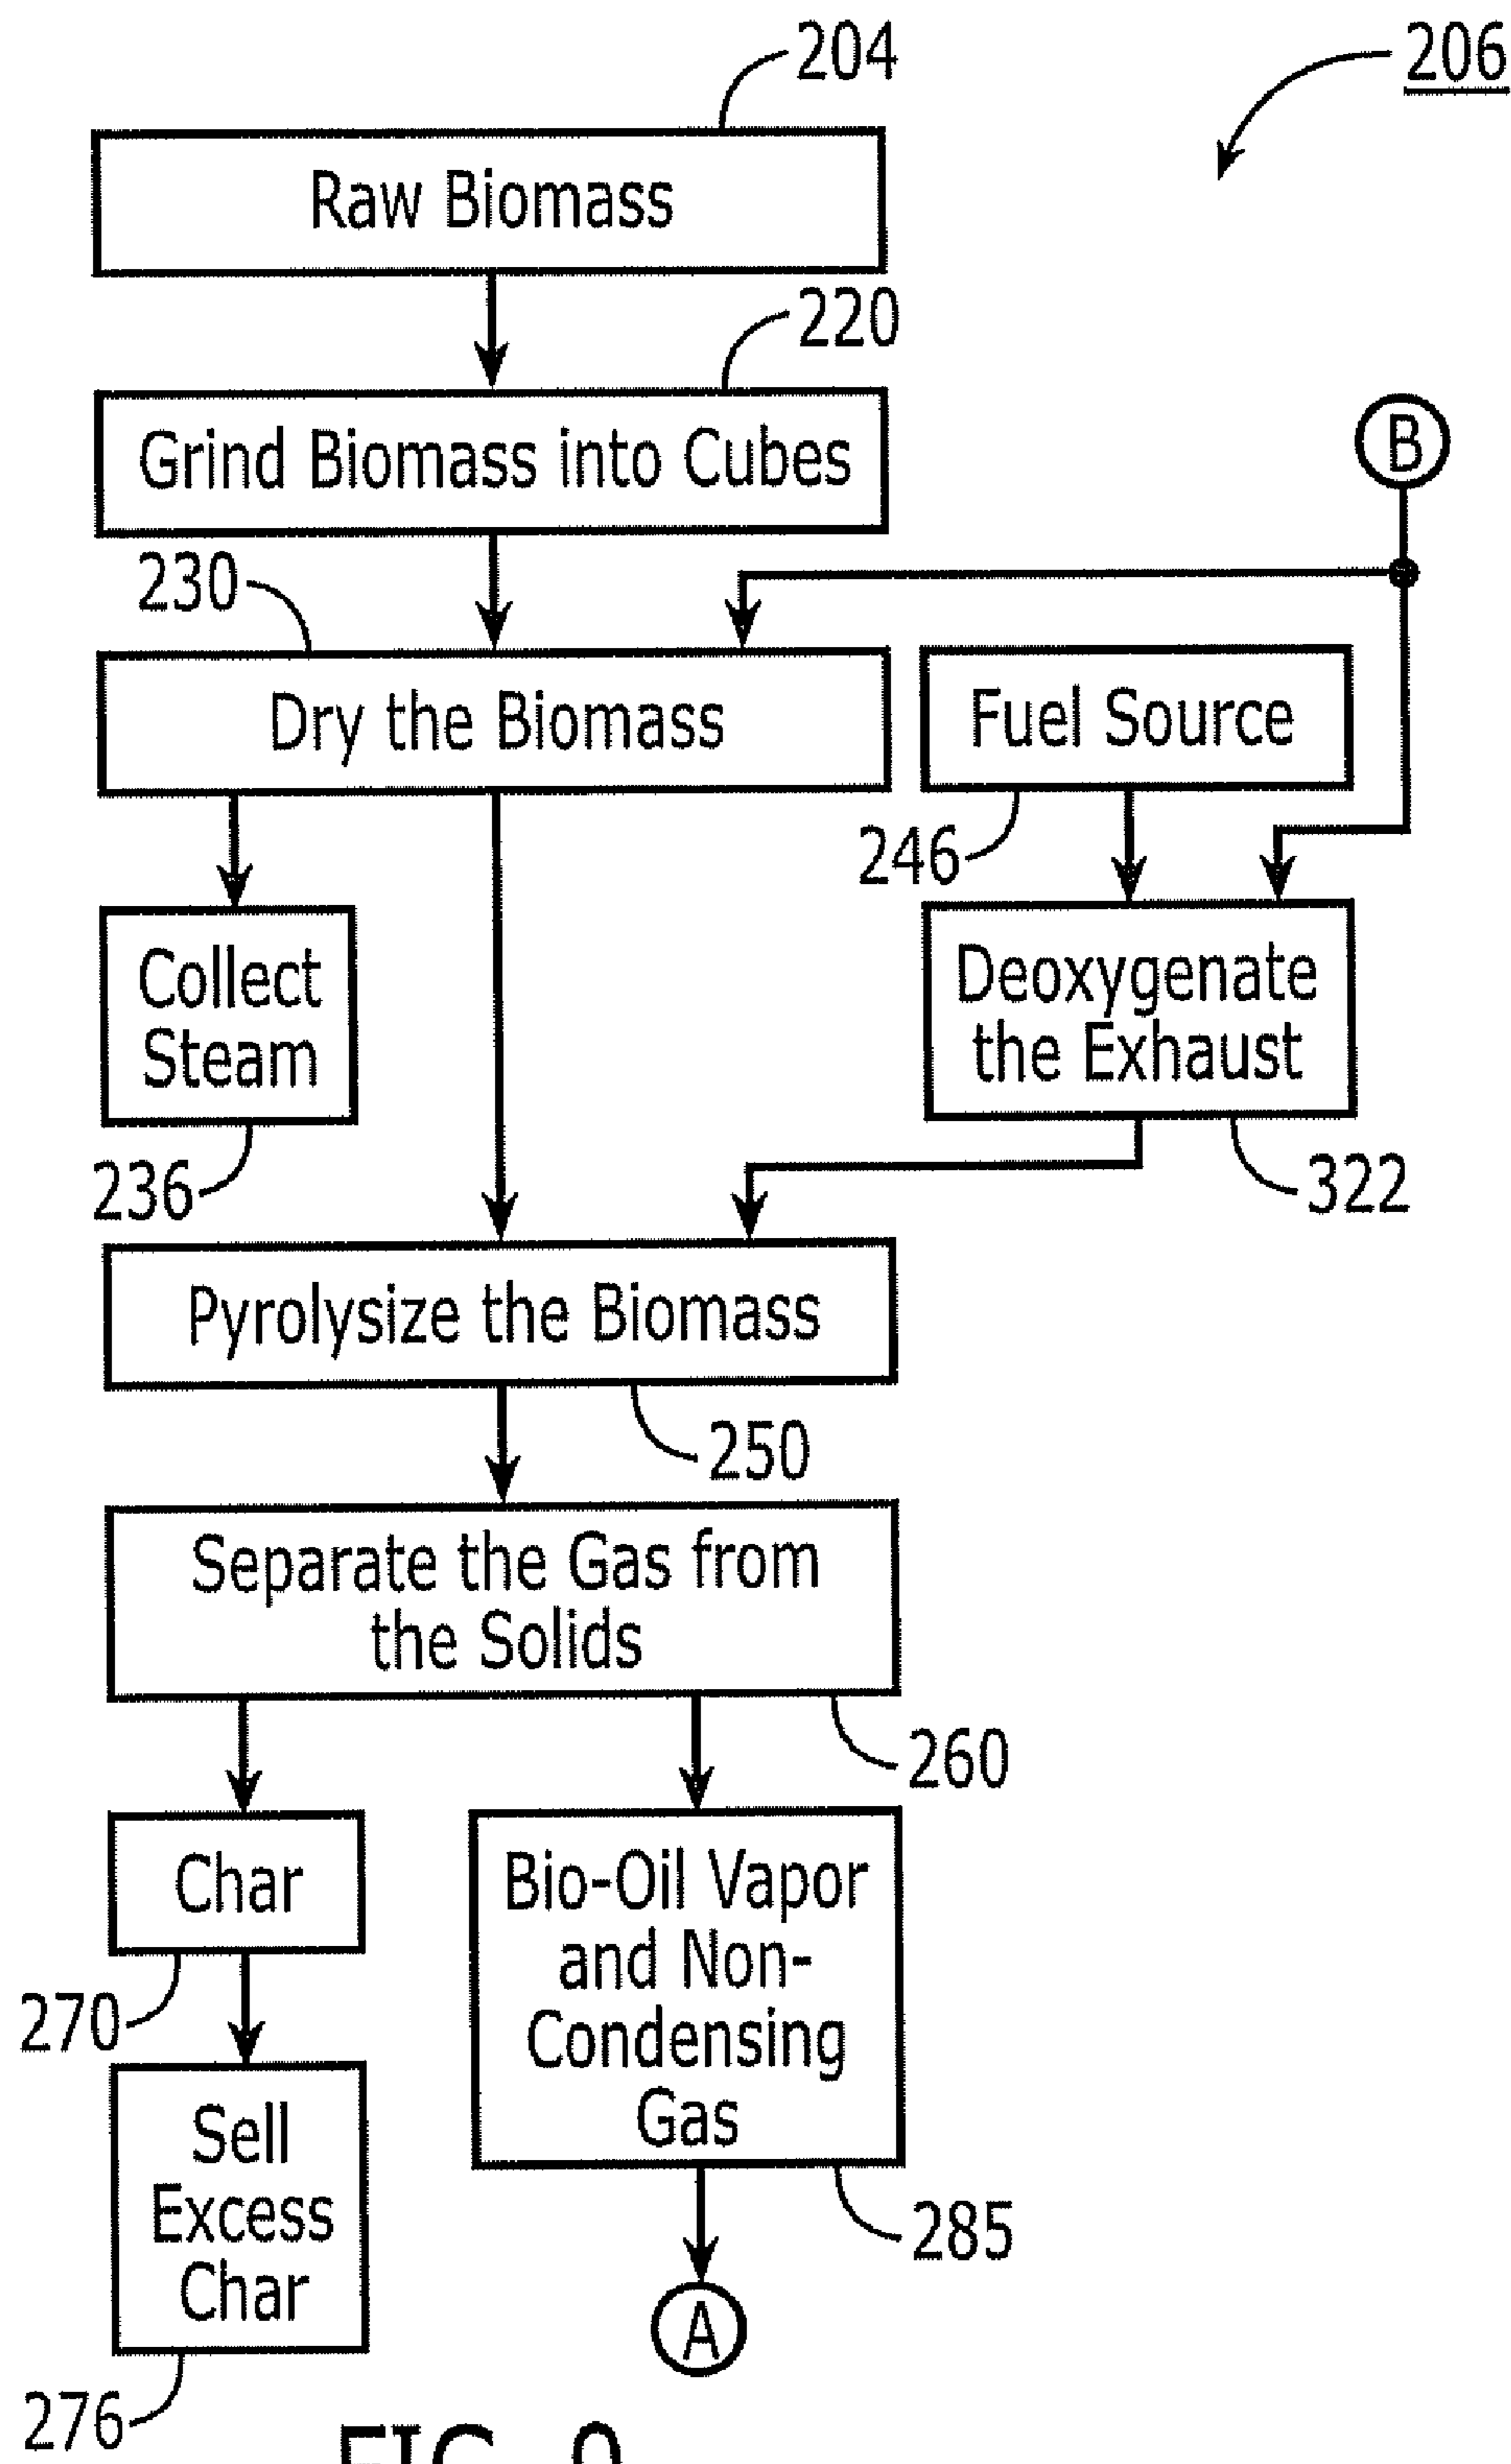 204
206
Raw Biomass
220
Grind Biomass into Cubes
B
230
Dry the Biomass
Fuel Source
246
Collect
Steam
236
Deoxygenate
the Exhaust
322
Pyrolysize the Biomass
250
Separate the Gas from
the Solids
260
Char
270
Bio-Oil Vapor
and Non-
Condensing
Gas
285
Sell
Excess
Char
276
A
FIG. 9